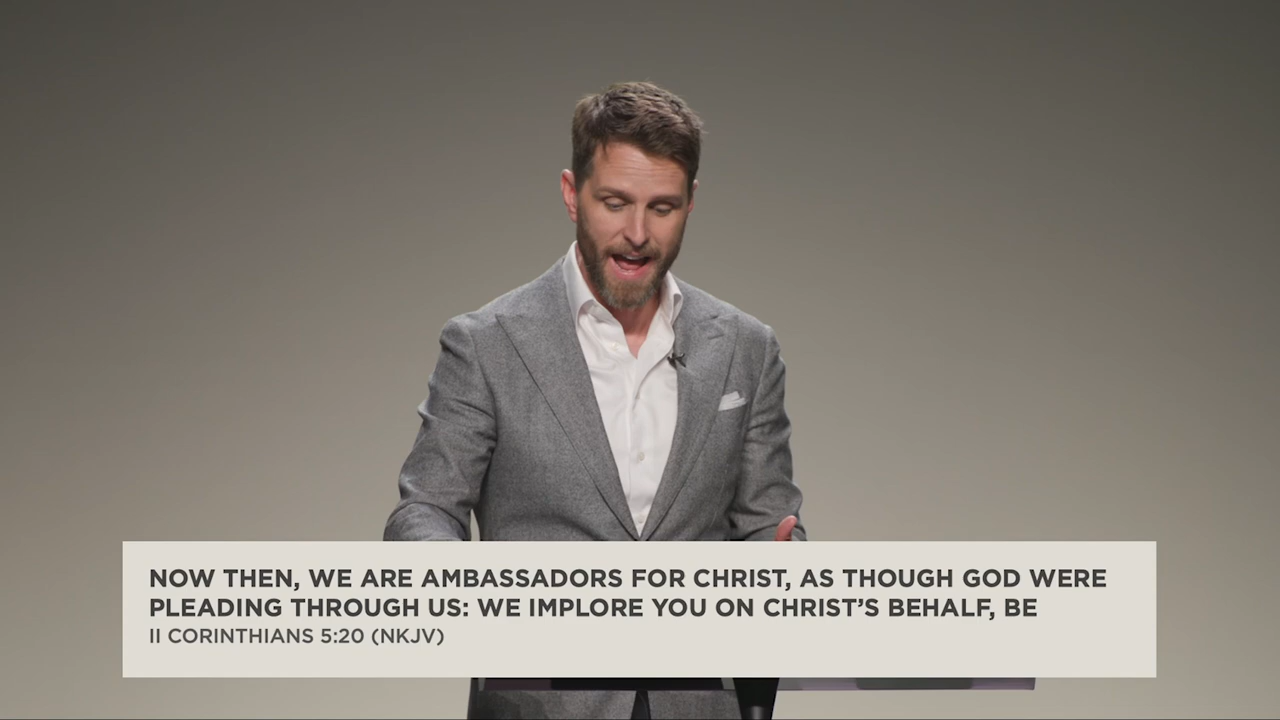 NOW THEN, WE ARE AMBASSADORS FOR CHRIST, AS THOUGH GOD WERE
PLEADING THROUGH US: WE IMPLORE YOU ON CHRIST’S BEHALF, BE
II CORINTHIANS 5:20 (NKJV)